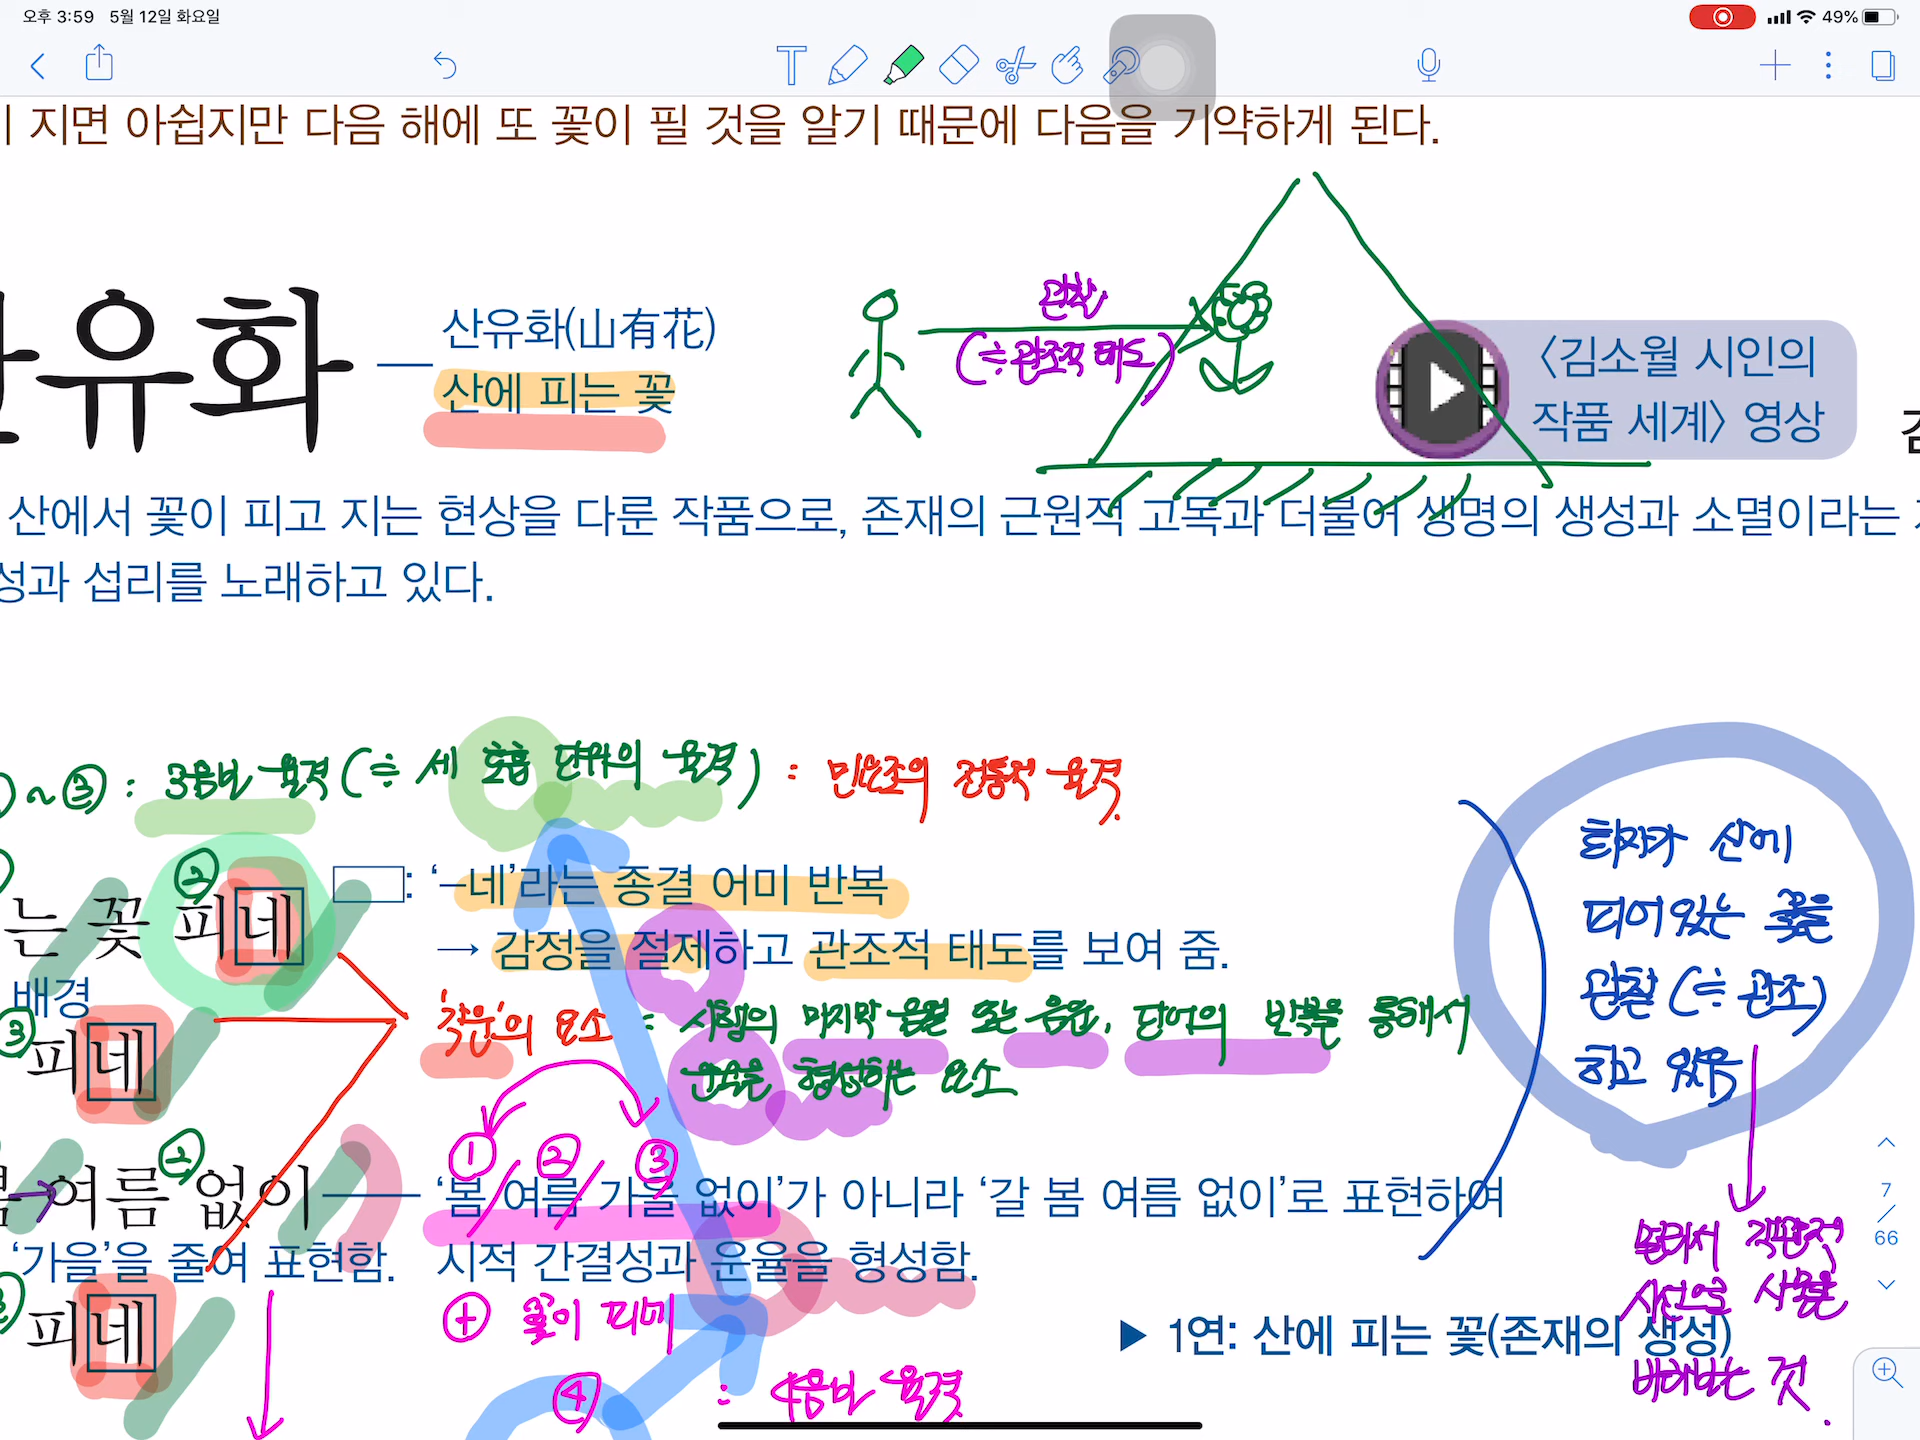 오후 3:59 5월 12일 화요일
49%
지면 아쉽지만 다음 해에 또 꽃이 필 것을 알기 때문에 다음을 기약하게 된다.
관찰
(≒관조적 태도)
유화
산유화(山有花)
산에 피는 꽃
〈김소월 시인의
작품 세계〉 영상
산에서 꽃이 피고 지는 현상을 다룬 작품으로, 존재의 근원적 고독과 더불어 생명의 생성과 소멸이라는
성과 섭리를 노래하고 있다.
~③ : 3음보 율격 (≒ 세 호흡 단위의 율격) : 민요조의 전통적 율격.
②
는 꽃 피네
: ‘–네’라는 종결 어미 반복
→ 감정을 절제하고 관조적 태도를 보여 줌.
배경
③
피네
'각운'의 요소 : 시행의 마지막 음절 또는 음운, 단어의 반복을 통해서
운율을 형성하는 요소
화자가 산에
피어 있는 꽃을
관찰 (≒ 관조)
하고 있음
① ② ③
②
여름 없이
‘봄 여름 가을 없이’가 아니라 ‘갈 봄 여름 없이’로 표현하여
‘가을’을 줄여 표현함. 시적 간결성과 운율을 형성함.
피네
⊕ 꽃이 피네
④ : 4음보 율격
▶ 1연: 산에 피는 꽃(존재의 생성)
멀리서 객관적
시선으로 사물을
바라보는 것.
7
/
66